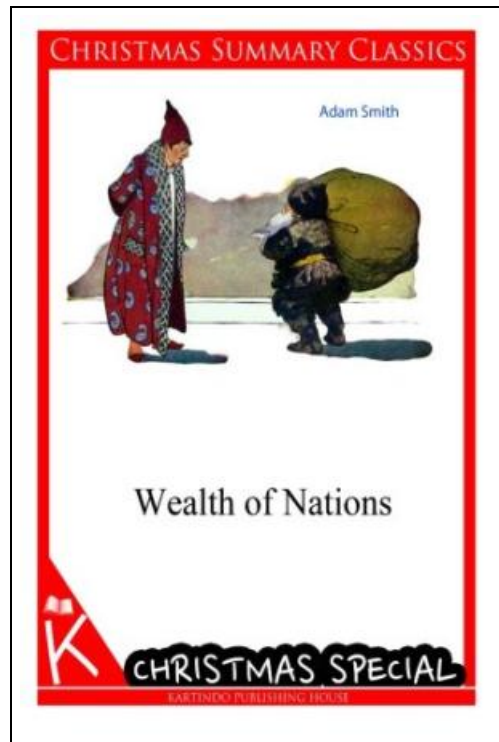 CHRISTMAS SUMMARY CLASSICS
Adam Smith
Wealth of Nations
K
CHRISTMAS SPECIAL
KARTINDO PUBLISHING HOUSE